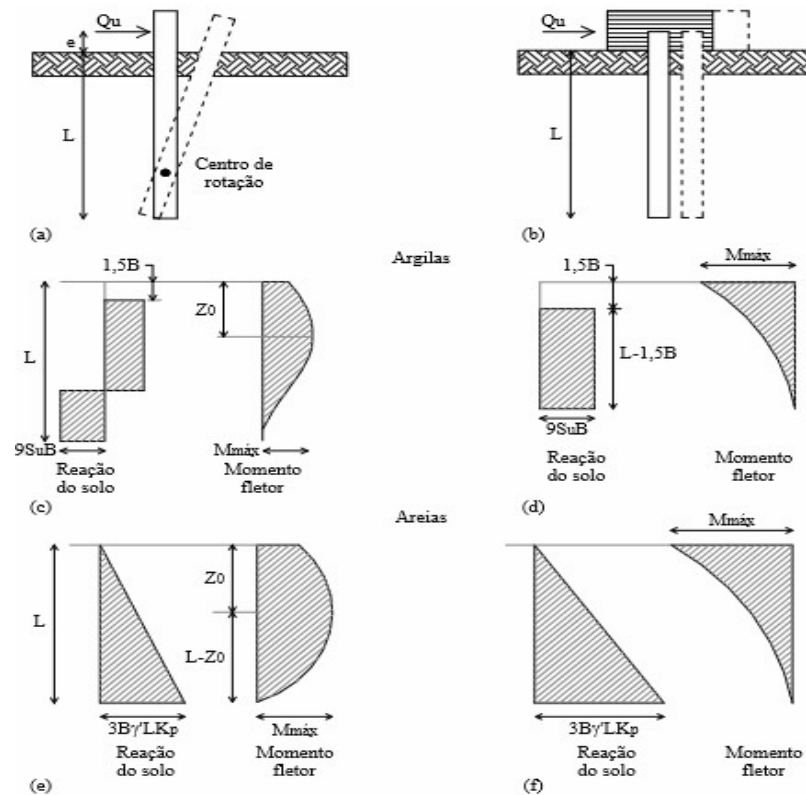 Qu
e
L
Centro de
rotação
(a)
Qu
L
(b)
Argilas
1,5B
L
Z0
9SuB
Reação
do solo
Mmáx
Momento
fletor
(c)
1,5B
Mmáx
L-1,5B
9SuB
Reação
do solo
Momento
fletor
(d)
Areias
L
Z0
L-Z0
3Bγ'LKp
Reação
do solo
Mmáx
Momento
fletor
(e)
Mmáx
3Bγ'LKp
Reação
do solo
Momento
fletor
(f)